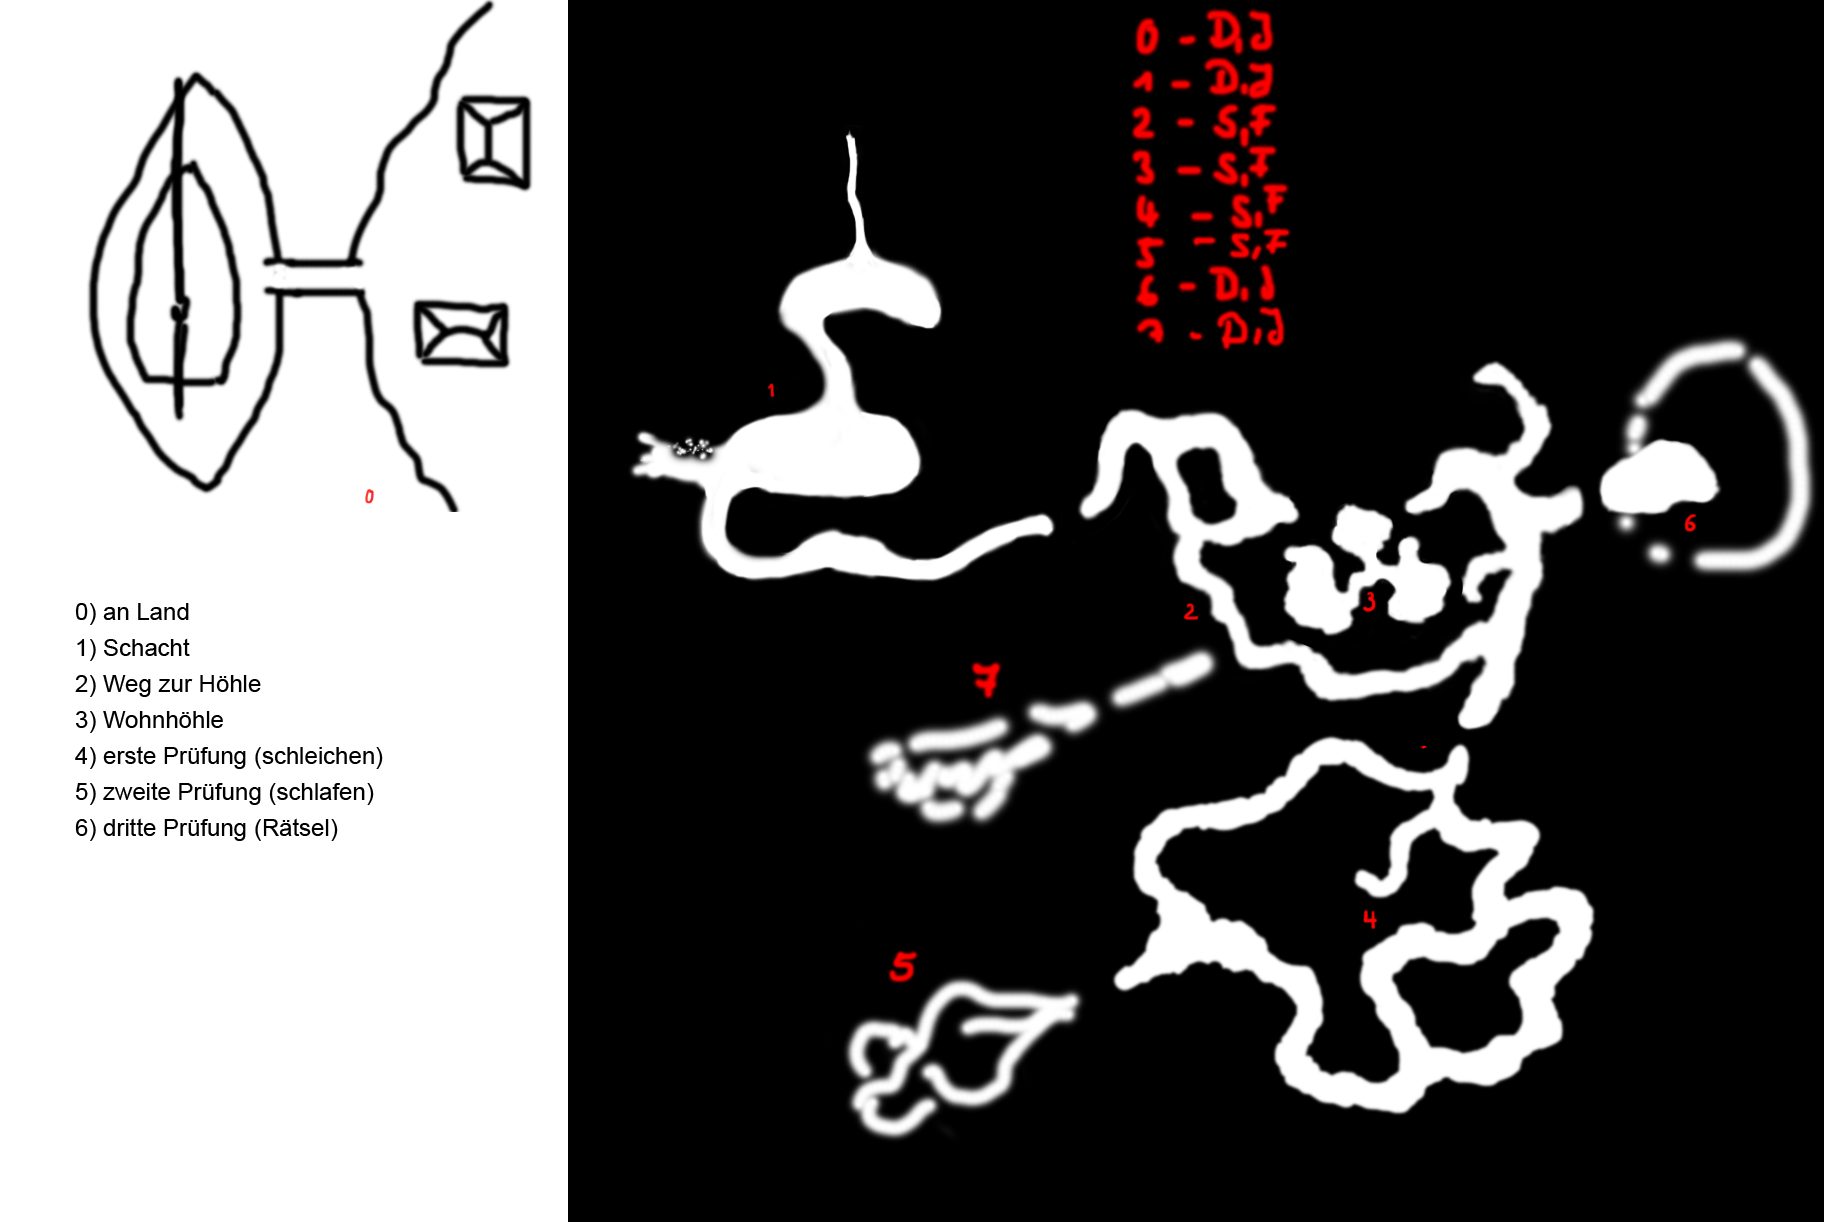 0
0) an Land
1) Schacht
2) Weg zur Höhle
3) Wohnhöhle
4) erste Prüfung (schleichen)
5) zweite Prüfung (schlafen)
6) dritte Prüfung (Rätsel)
0 - D,J
1 - D,J
2 - S,F
3 - S,F
4 - S,F
5 - S,F
6 - D,J
7 - D,J
1
6
3
2
7
4
5